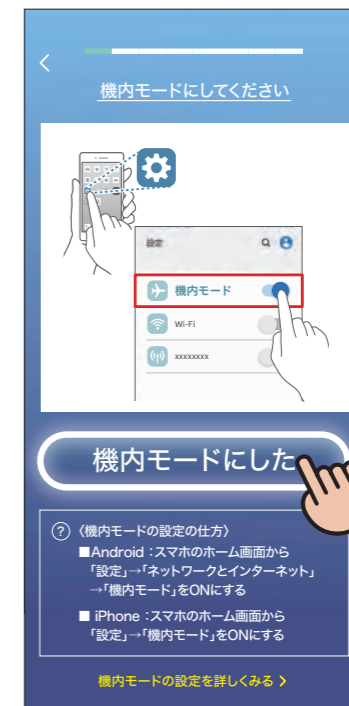 機内モードにしてください
設定
機内モード
Wi-Fi
xxxxxxxx
機内モードにした
?〈機内モードの設定の仕方〉
■Android：スマホのホーム画面から
「設定」→「ネットワークとインターネット」
→「機内モード」をONにする
■ iPhone：スマホのホーム画面から
「設定」→「機内モード」をONにする
機内モードの設定を詳しくみる